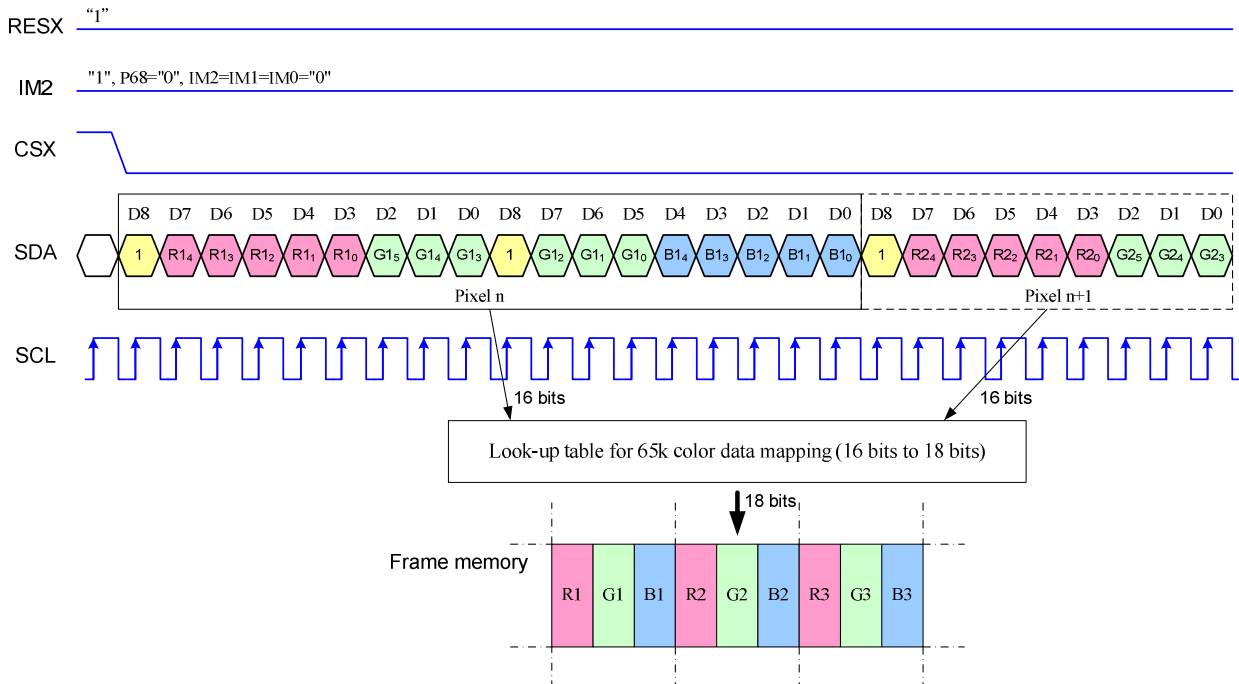 RESX “1”
IM2 "1", P68="0", IM2=IM1=IM0="0"
CSX
D8 D7 D6 D5 D4 D3 D2 D1 D0 D8 D7 D6 D5 D4 D3 D2 D1 D0 D8 D7 D6 D5 D4 D3 D2 D1 D0
SDA 1 R14 R13 R12 R11 R10 G15 G14 G13 1 G12 G11 G10 B14 B13 B12 B11 B10 1 R24 R23 R22 R21 R20 G25 G24 G23
Pixel n Pixel n+1
SCL
16 bits 16 bits
Look-up table for 65k color data mapping (16 bits to 18 bits)
18 bits
Frame memory
R1 G1 B1 R2 G2 B2 R3 G3 B3